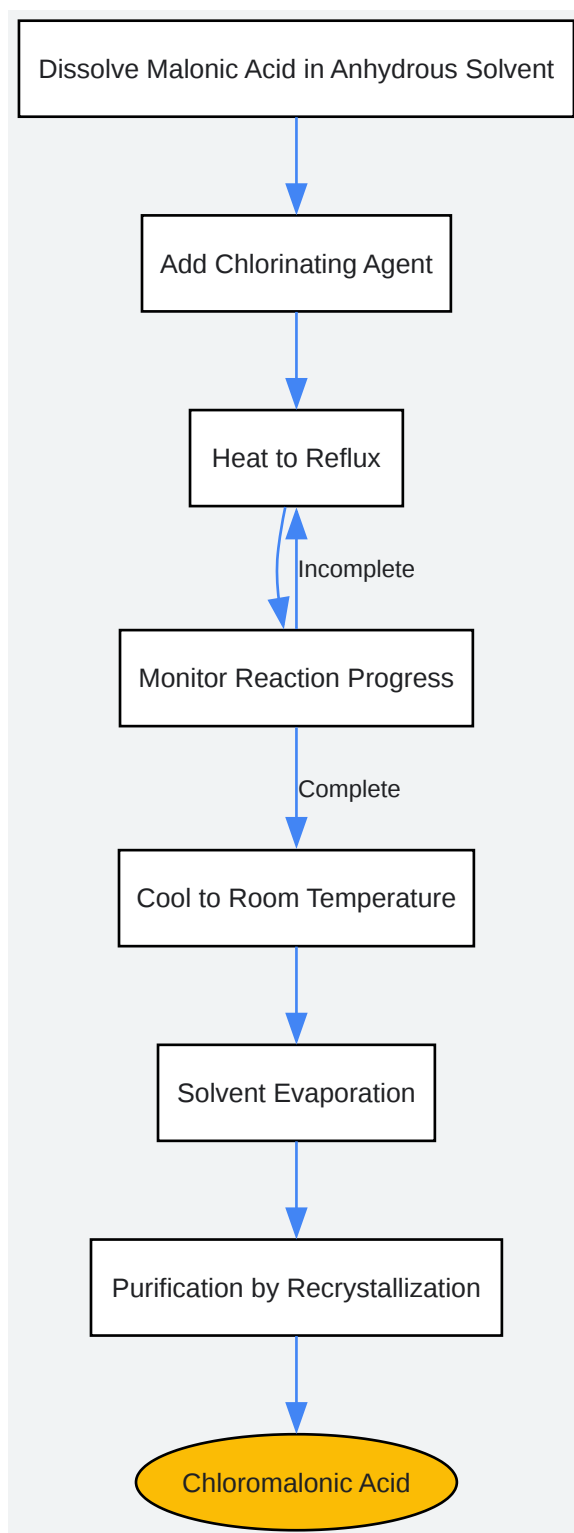 Dissolve Malonic Acid in Anhydrous Solvent
Add Chlorinating Agent
Heat to Reflux
Incomplete
Monitor Reaction Progress
Complete
Cool to Room Temperature
Solvent Evaporation
Purification by Recrystallization
Chloromalonic Acid